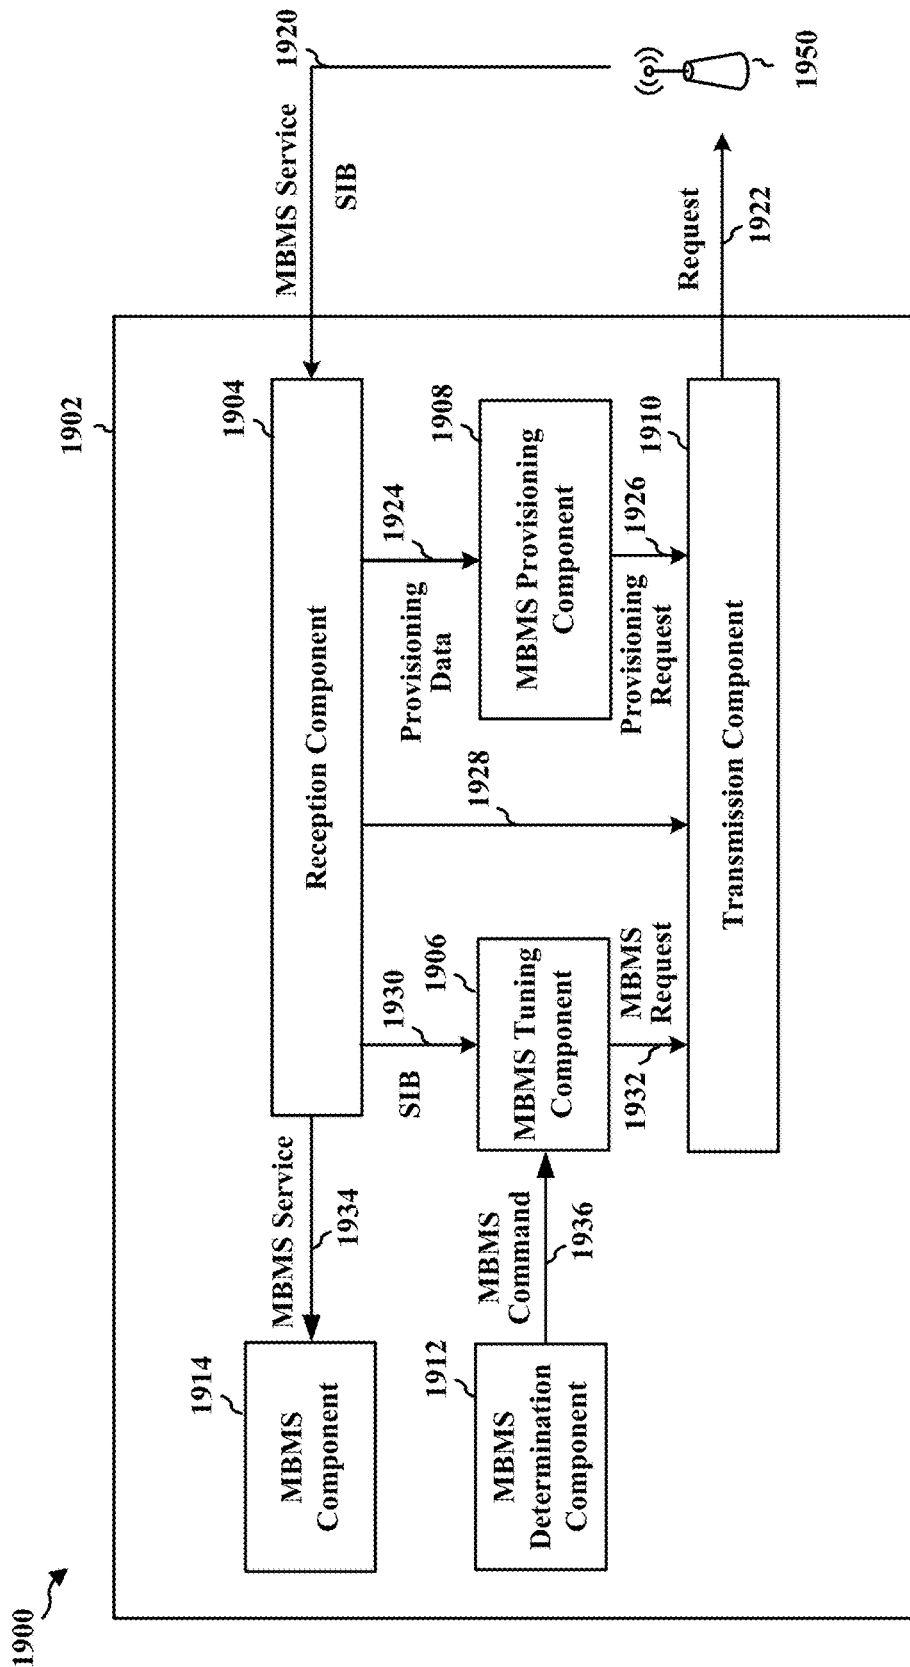 1900
1902
MBMS
Component
1914
MBMS Service
1934
Reception Component
1904
MBMS Service
SIB
1920
1950
MBMS
Determination
Component
1912
MBMS
Command
1936
SIB
1930
MBMS Tuning
Component
1906
MBMS
Request
1932
1928
Provisioning
Data
1924
MBMS Provisioning
Component
1908
Provisioning
Request
1926
Transmission Component
1910
Request
1922